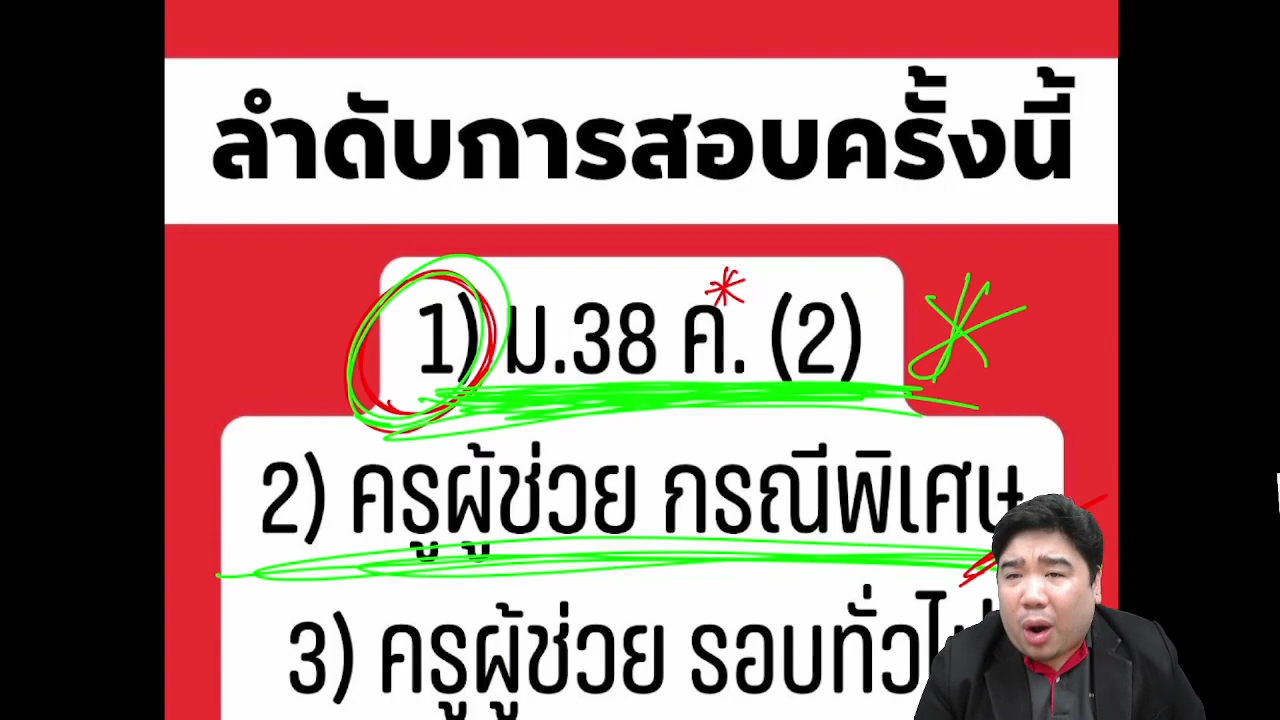 ลำดับการสอบครั้งนี้
1) ม.38 ค. (2)
2) ครูผู้ช่วย กรณีพิเศษ
3) ครูผู้ช่วย รอบทั่วไป